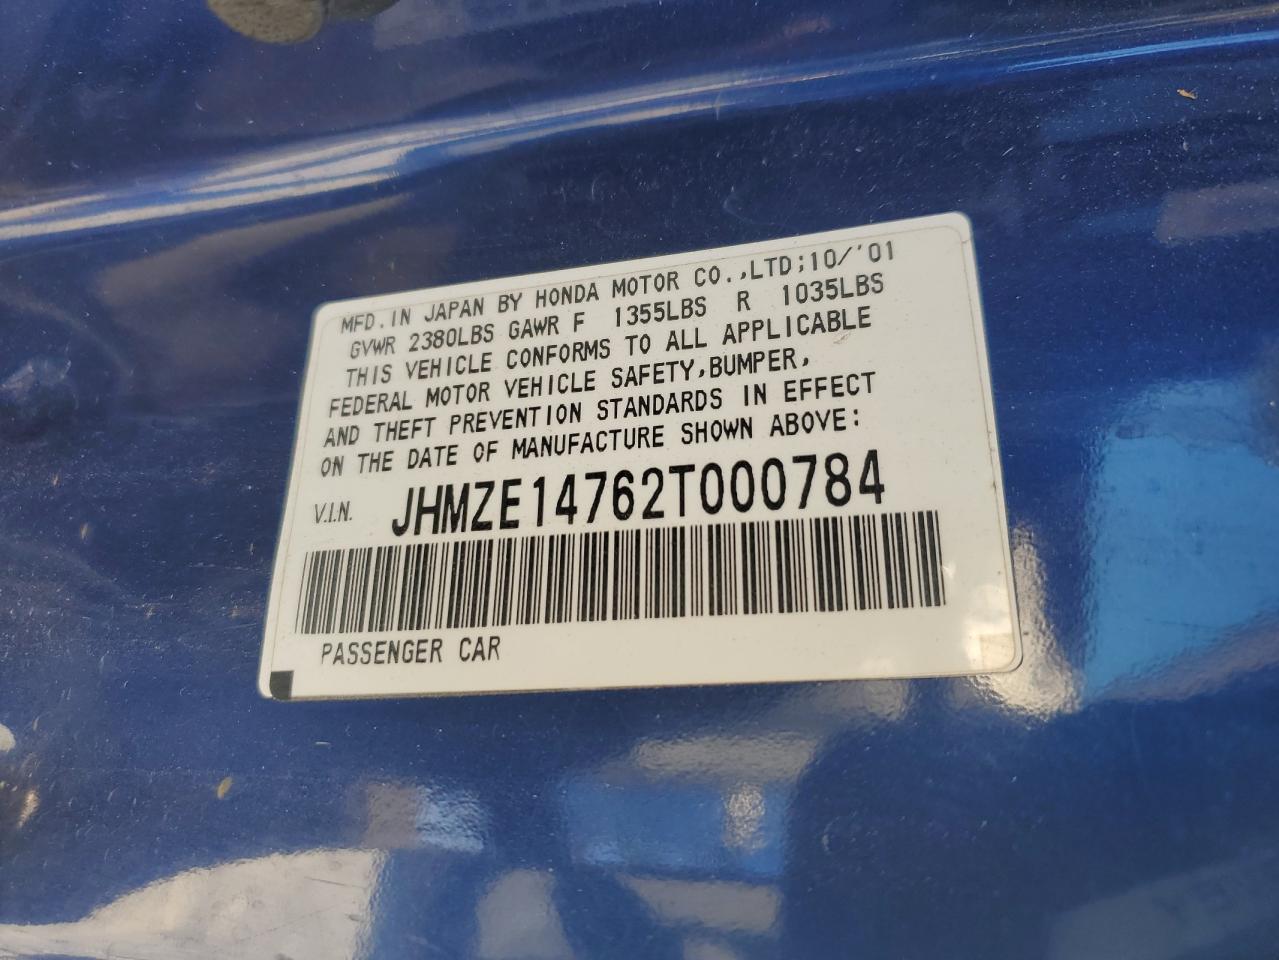 MFD.IN JAPAN BY HONDA MOTOR CO.,LTD;10/'01
GVWR 2380LBS GAWR F 1355LBS R 1035LBS
THIS VEHICLE CONFORMS TO ALL APPLICABLE
FEDERAL MOTOR VEHICLE SAFETY,BUMPER,
AND THEFT PREVENTION STANDARDS IN EFFECT
ON THE DATE OF MANUFACTURE SHOWN ABOVE:
V.I.N. JHMZE14762T000784
PASSENGER CAR